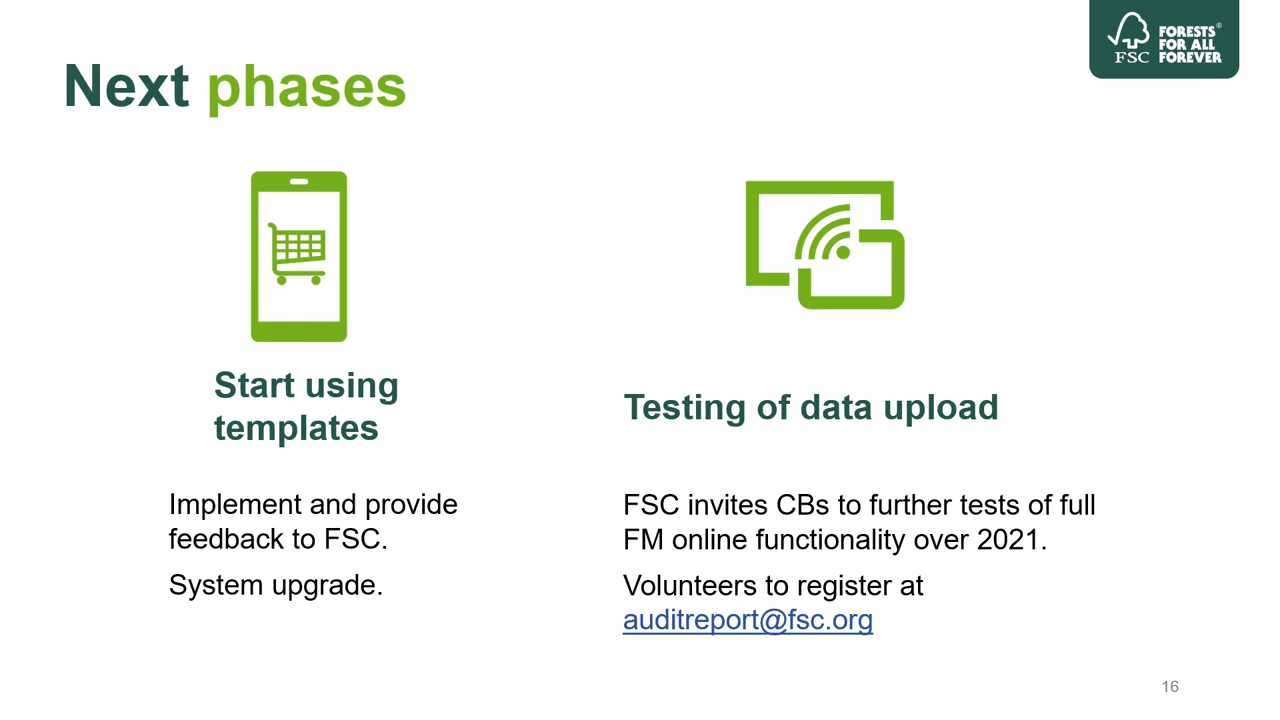 FSC
FORESTS®
FOR ALL
FOREVER
Next phases
Start using
templates
Implement and provide
feedback to FSC.
System upgrade.
Testing of data upload
FSC invites CBs to further tests of full
FM online functionality over 2021.
Volunteers to register at
auditreport@fsc.org
16